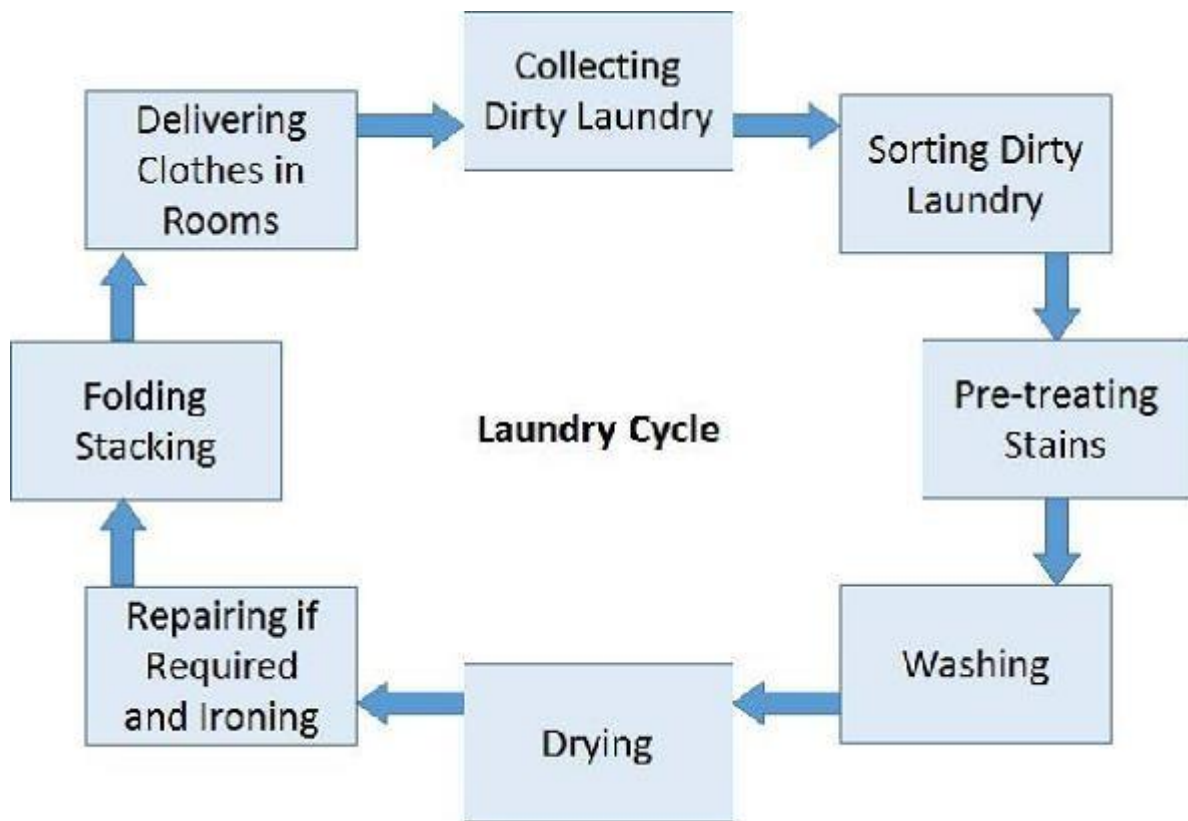 Collecting
Dirty Laundry
Sorting Dirty
Laundry
Pre-treating
Stains
Washing
Drying
Repairing if
Required
and Ironing
Folding
Stacking
Delivering
Clothes in
Rooms
Laundry Cycle